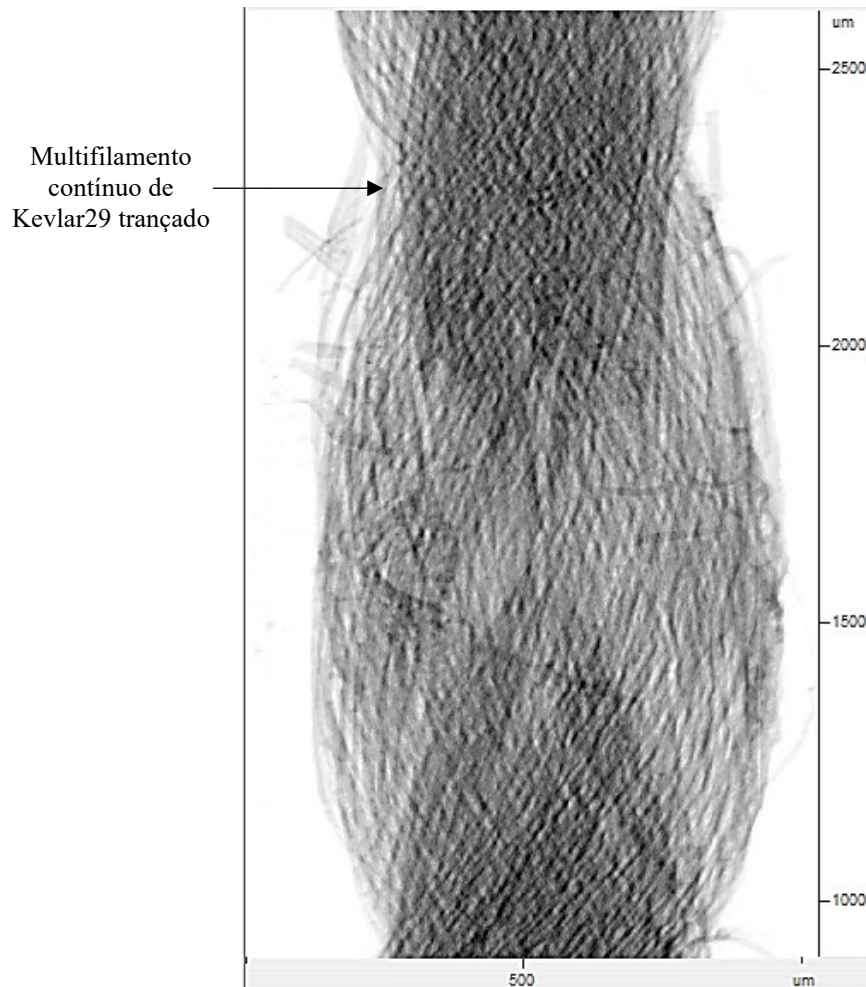 um
2500
Multifilamento
contínuo de
Kevlar29 trançado
2000
1500
1000
500
um